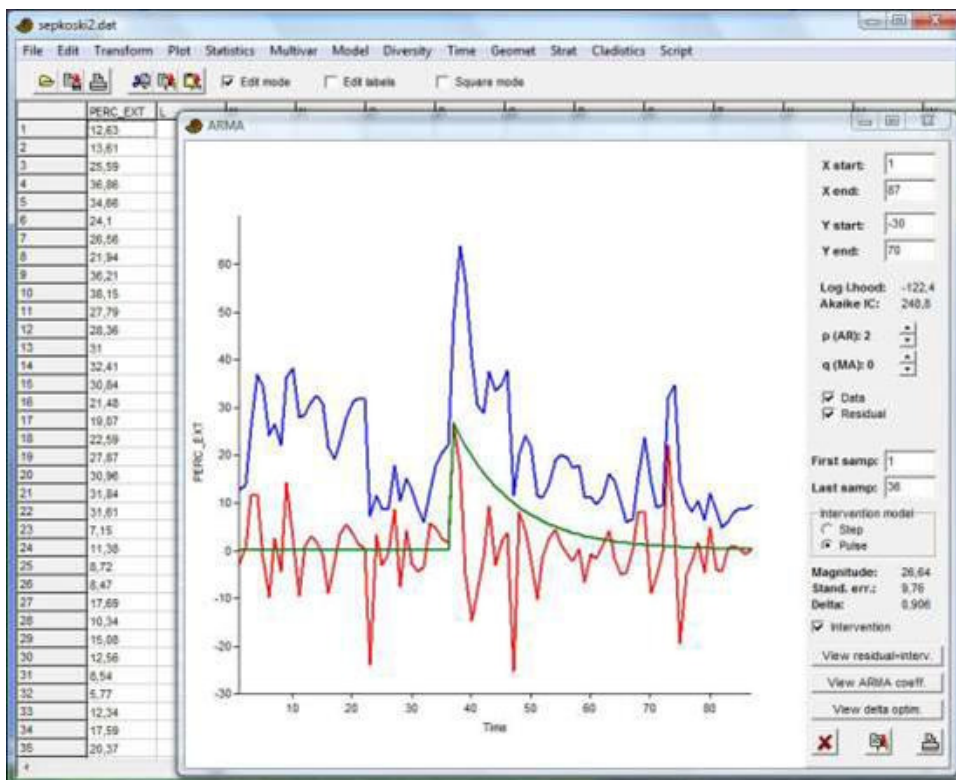 sepkoski2.dat
File Edit Transform Plot Statistics Multivar Model Diversity Time Geomet Strat Cladistics Script
Edit mode Edit labels Square mode
PERC_EXT L
1 12,63
2 13,61
3 25,59
4 36,86
5 34,66
6 24,1
7 26,56
8 21,94
9 36,21
10 38,15
11 27,79
12 28,36
13 31
14 32,41
15 30,84
16 21,48
17 19,07
18 22,59
19 27,87
20 30,96
21 31,84
22 31,61
23 7,15
24 11,38
25 8,72
26 8,47
27 17,69
28 10,34
29 15,08
30 12,56
31 8,54
32 5,77
33 12,34
34 17,59
35 20,37
ARMA
PERC_EXT
60
50
40
30
20
10
0
-10
-20
-30
10 20 30 40 50 60 70 80
Time
X start: 1
X end: 87
Y start: -30
Y end: 70
Log l.hood: -122,4
Akaike IC: 248,8
p (AR): 2
q (MA): 0
Data
Residual
First samp: 1
Last samp: 36
Intervention model
Step
Pulse
Magnitude: 26,64
Stand. err.: 9,76
Delta: 0,906
Intervention
View residual+interv.
View ARMA coeff.
View delta optim.